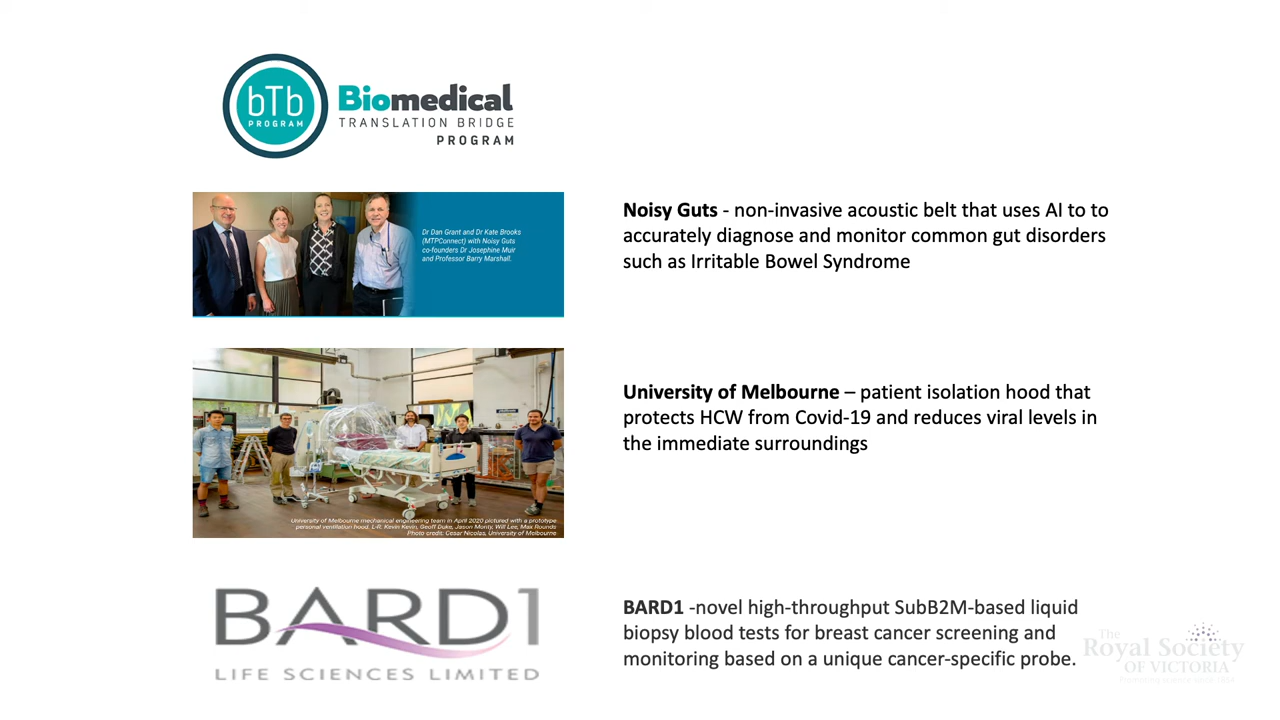 bTb
PROGRAM
Biomedical
TRANSLATION BRIDGE
PROGRAM
Dr Dan Grant and Dr Kate Brooks
(MTPConnect) with Noisy Guts
co-founders Dr Josephine Muir
and Professor Barry Marshall.
Noisy Guts - non-invasive acoustic belt that uses AI to to
accurately diagnose and monitor common gut disorders
such as Irritable Bowel Syndrome
University of Melbourne mechanical engineering team in April 2020 pictured with a prototype
personal ventilation hood. L-R, Kevin Kevin, Geoff Duke, Jason Monty, Will Lee, Max Rounds
Photo credit: Cesar Nicolas, University of Melbourne
University of Melbourne – patient isolation hood that
protects HCW from Covid-19 and reduces viral levels in
the immediate surroundings
BARD1
LIFE SCIENCES LIMITED
BARD1 -novel high-throughput SubB2M-based liquid
biopsy blood tests for breast cancer screening and
monitoring based on a unique cancer-specific probe.
The
Royal Society
OF VICTORIA
Promoting science since 1854